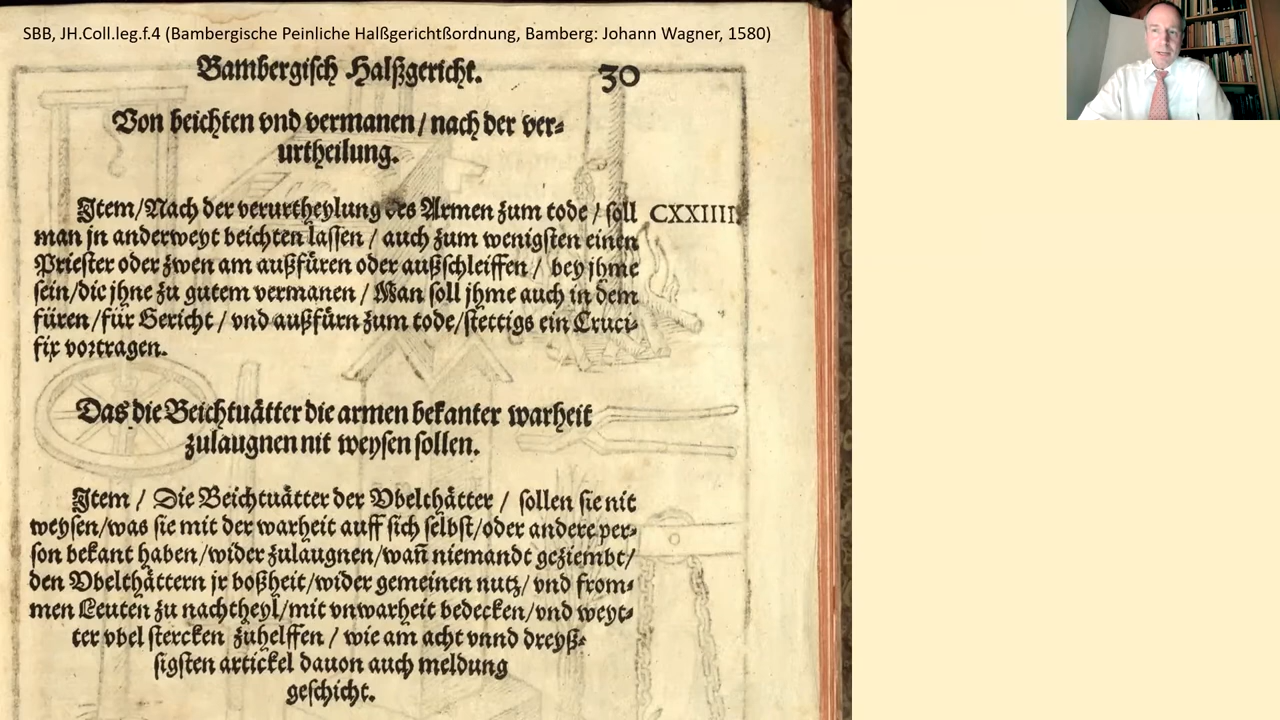 SBB, JH.Coll.leg.f.4 (Bambergische Peinliche Halßgerichtßordnung, Bamberg: Johann Wagner, 1580)
Bambergisch Halßgericht. 30
Von beichten vnd vermanen / nach der ver⸗
urtheilung.
Item/Nach der verurtheylung des Armen zum tode / soll CXXIIII.
man jn anderweyt beichten lassen / auch zum wenigsten einen
Priester oder zwen am außfüren oder außschleiffen / bey jhme
sein/die jhne zu gutem vermanen / Man soll jhme auch in dem
füren/für Gericht / vnd außfürn zum tode/stettigs ein Cruci⸗
fix vortragen.
Das die Beichtuätter die armen bekanter warheit
zulaugnen nit weysen sollen.
Item / Die Beichtuätter der Vbelthätter / sollen sie nit
weysen/was sie mit der warheit auff sich selbst/oder andere per⸗
son bekant haben/wider zulaugnen/wañ niemandt geziembt/
den Vbelthättern jr boßheit/wider gemeinen nutz/ vnd from⸗
men Leuten zu nachtheyl/mit vnwarheit bedecken/vnd weyt⸗
ter vbel stercken zuhelffen / wie am acht vnnd dreyß⸗
sigsten artickel dauon auch meldung
geschicht.